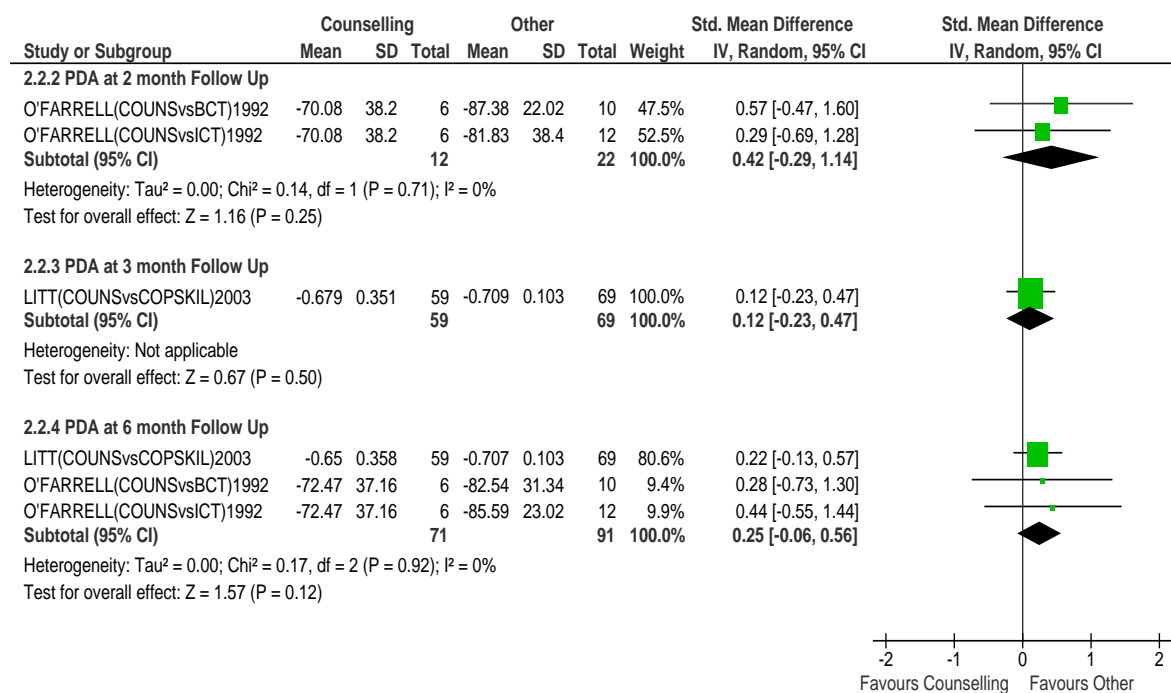 Counselling Other Std. Mean Difference Std. Mean Difference
Study or Subgroup Mean SD Total Mean SD Total Weight IV, Random, 95% CI IV, Random, 95% CI
2.2.2 PDA at 2 month Follow Up
O'FARRELL(COUNSvsBCT)1992 -70.08 38.2 6 -87.38 22.02 10 47.5% 0.57 [-0.47, 1.60]
O'FARRELL(COUNSvsICT)1992 -70.08 38.2 6 -81.83 38.4 12 52.5% 0.29 [-0.69, 1.28]
Subtotal (95% CI) 12 22 100.0% 0.42 [-0.29, 1.14]
Heterogeneity: Tau² = 0.00; Chi² = 0.14, df = 1 (P = 0.71); I² = 0%
Test for overall effect: Z = 1.16 (P = 0.25)
2.2.3 PDA at 3 month Follow Up
LITT(COUNSvsCOPSKIL)2003 -0.679 0.351 59 -0.709 0.103 69 100.0% 0.12 [-0.23, 0.47]
Subtotal (95% CI) 59 69 100.0% 0.12 [-0.23, 0.47]
Heterogeneity: Not applicable
Test for overall effect: Z = 0.67 (P = 0.50)
2.2.4 PDA at 6 month Follow Up
LITT(COUNSvsCOPSKIL)2003 -0.65 0.358 59 -0.707 0.103 69 80.6% 0.22 [-0.13, 0.57]
O'FARRELL(COUNSvsBCT)1992 -72.47 37.16 6 -82.54 31.34 10 9.4% 0.28 [-0.73, 1.30]
O'FARRELL(COUNSvsICT)1992 -72.47 37.16 6 -85.59 23.02 12 9.9% 0.44 [-0.55, 1.44]
Subtotal (95% CI) 71 91 100.0% 0.25 [-0.06, 0.56]
Heterogeneity: Tau² = 0.00; Chi² = 0.17, df = 2 (P = 0.92); I² = 0%
Test for overall effect: Z = 1.57 (P = 0.12)
-2 -1 0 1 2
Favours Counselling Favours Other